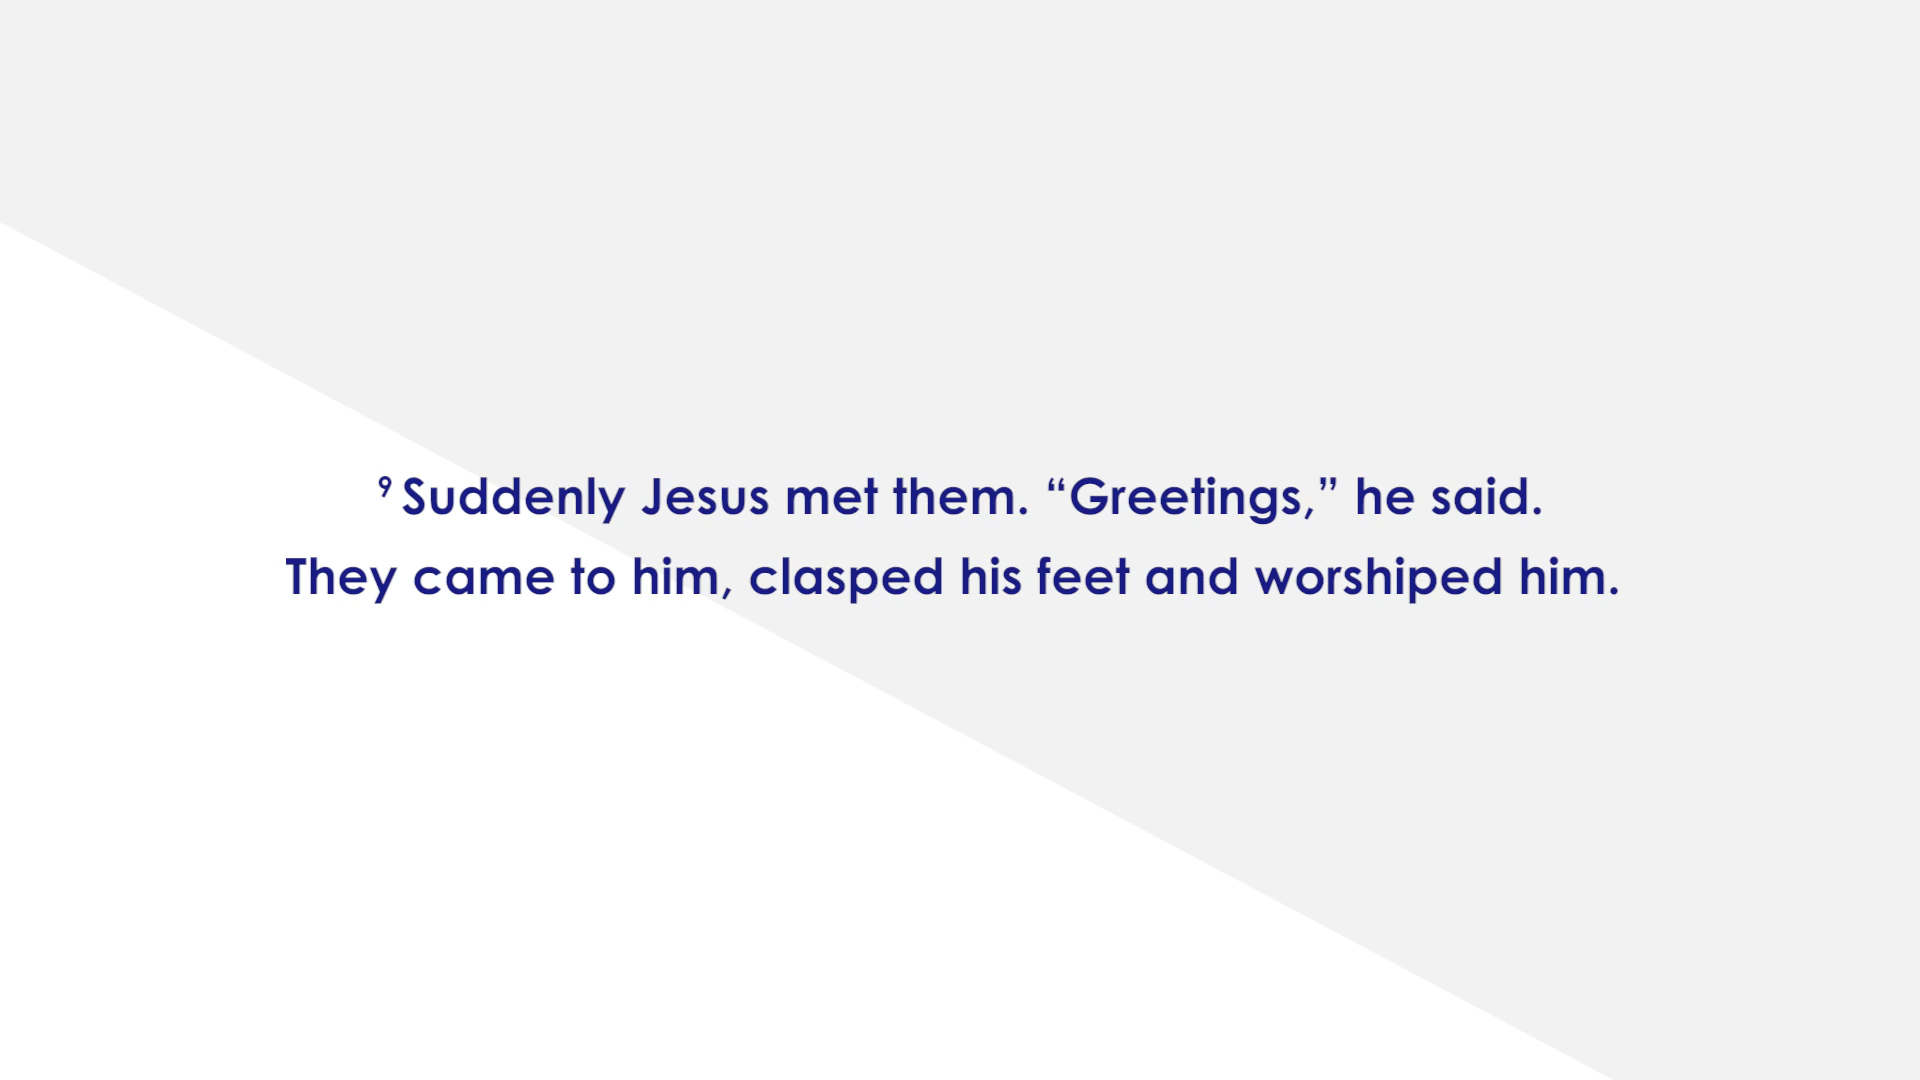 ⁹ Suddenly Jesus met them. “Greetings,” he said.
They came to him, clasped his feet and worshiped him.